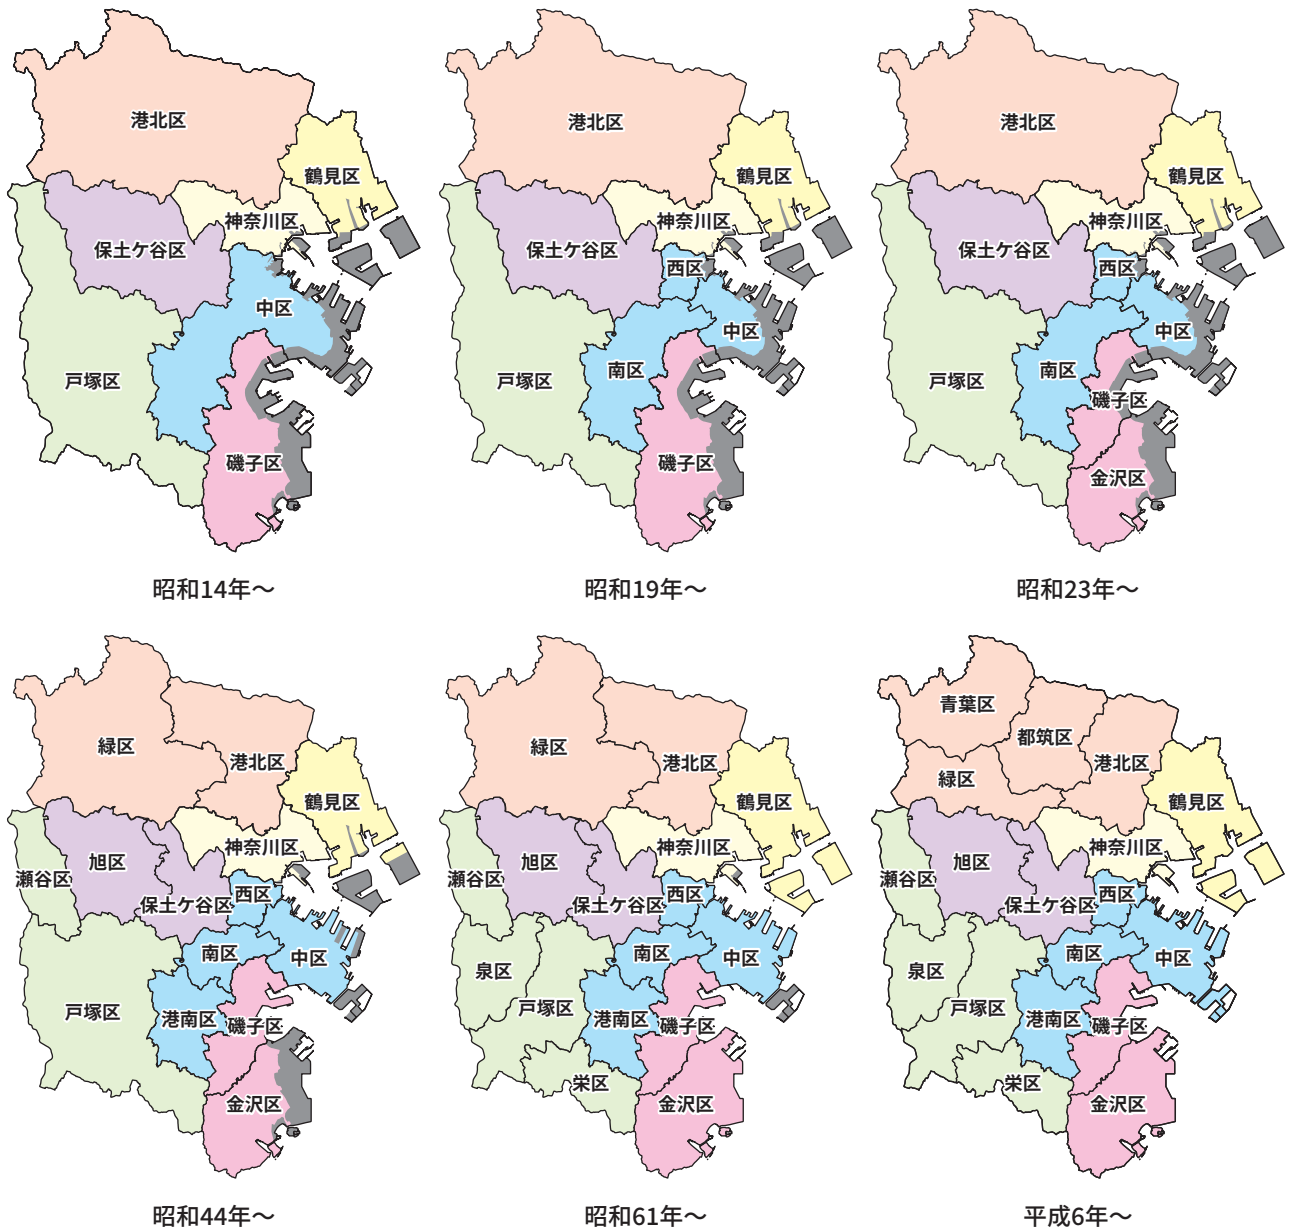 港北区
鶴見区
神奈川区
保土ケ谷区
中区
戸塚区
磯子区
昭和14年～
港北区
鶴見区
神奈川区
保土ケ谷区
西区
中区
南区
戸塚区
磯子区
昭和19年～
港北区
鶴見区
神奈川区
保土ケ谷区
西区
中区
南区
戸塚区
磯子区
金沢区
昭和23年～
緑区
港北区
鶴見区
神奈川区
旭区
瀬谷区
西区
保土ケ谷区
南区
中区
戸塚区
港南区
磯子区
金沢区
昭和44年～
緑区
港北区
鶴見区
神奈川区
旭区
瀬谷区
西区
保土ケ谷区
南区
中区
泉区
戸塚区
港南区
磯子区
栄区
金沢区
昭和61年～
青葉区
都筑区
港北区
緑区
鶴見区
神奈川区
旭区
瀬谷区
西区
保土ケ谷区
南区
中区
泉区
戸塚区
港南区
磯子区
栄区
金沢区
平成6年～